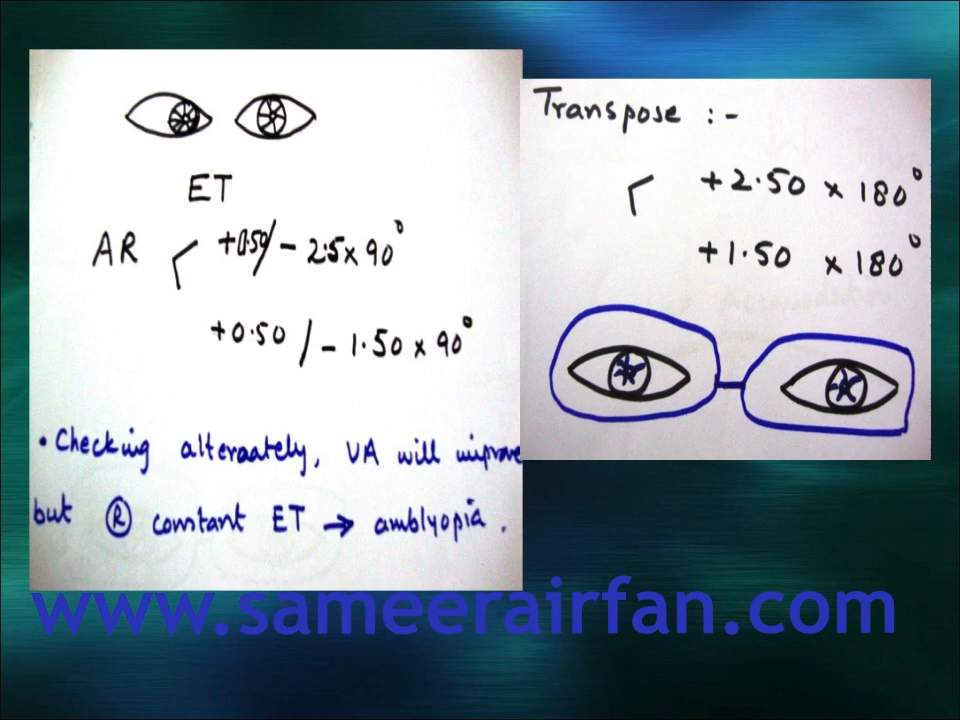 ET
AR +0.50/ - 2.5 x 90°
+0.50 / - 1.50 x 90°
• Checking alternately, VA will improve
but Ⓡ constant ET → amblyopia.
Transpose :-
+2.50 x 180°
+1.50 x 180°
www.sameerairfan.com